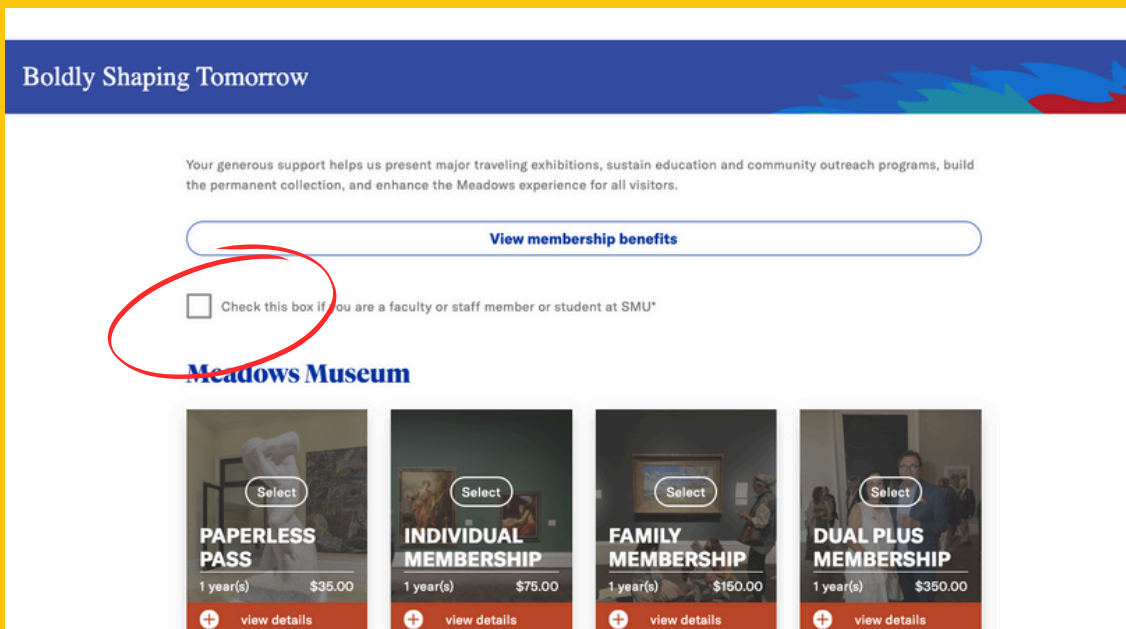 Boldly Shaping Tomorrow
Your generous support helps us present major traveling exhibitions, sustain education and community outreach programs, build
the permanent collection, and enhance the Meadows experience for all visitors.
View membership benefits
Check this box if you are a faculty or staff member or student at SMU*
Meadows Museum
Select
PAPERLESS
PASS
1 year(s) $35.00
view details
Select
INDIVIDUAL
MEMBERSHIP
1 year(s) $75.00
view details
Select
FAMILY
MEMBERSHIP
1 year(s) $150.00
view details
Select
DUAL PLUS
MEMBERSHIP
1 year(s) $350.00
view details